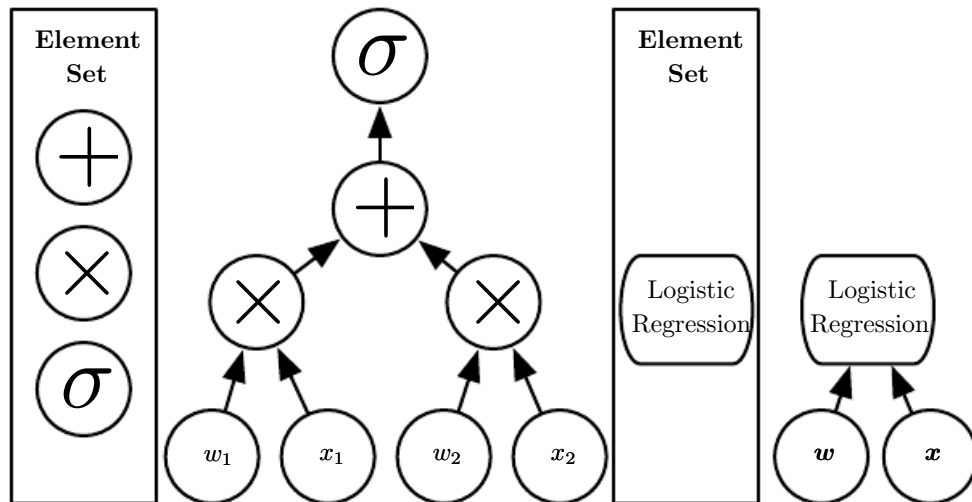 Element
Set
+
×
σ
σ
+
×
×
w₁
x₁
w₂
x₂
Element
Set
Logistic
Regression
Logistic
Regression
w
x